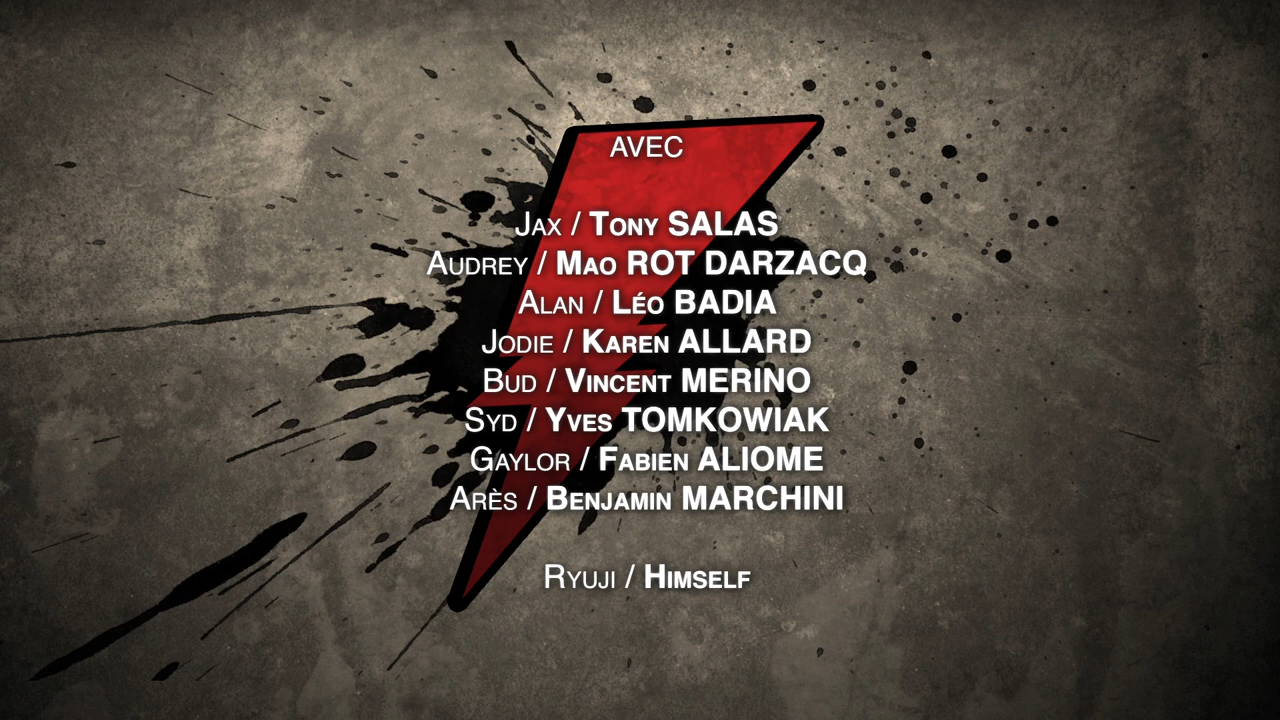 AVEC
Jax / Tony SALAS
Audrey / Mao ROT DARZACQ
Alan / Léo BADIA
Jodie / Karen ALLARD
Bud / Vincent MERINO
Syd / Yves TOMKOWIAK
Gaylor / Fabien ALIOME
Arès / Benjamin MARCHINI
Ryuji / Himself